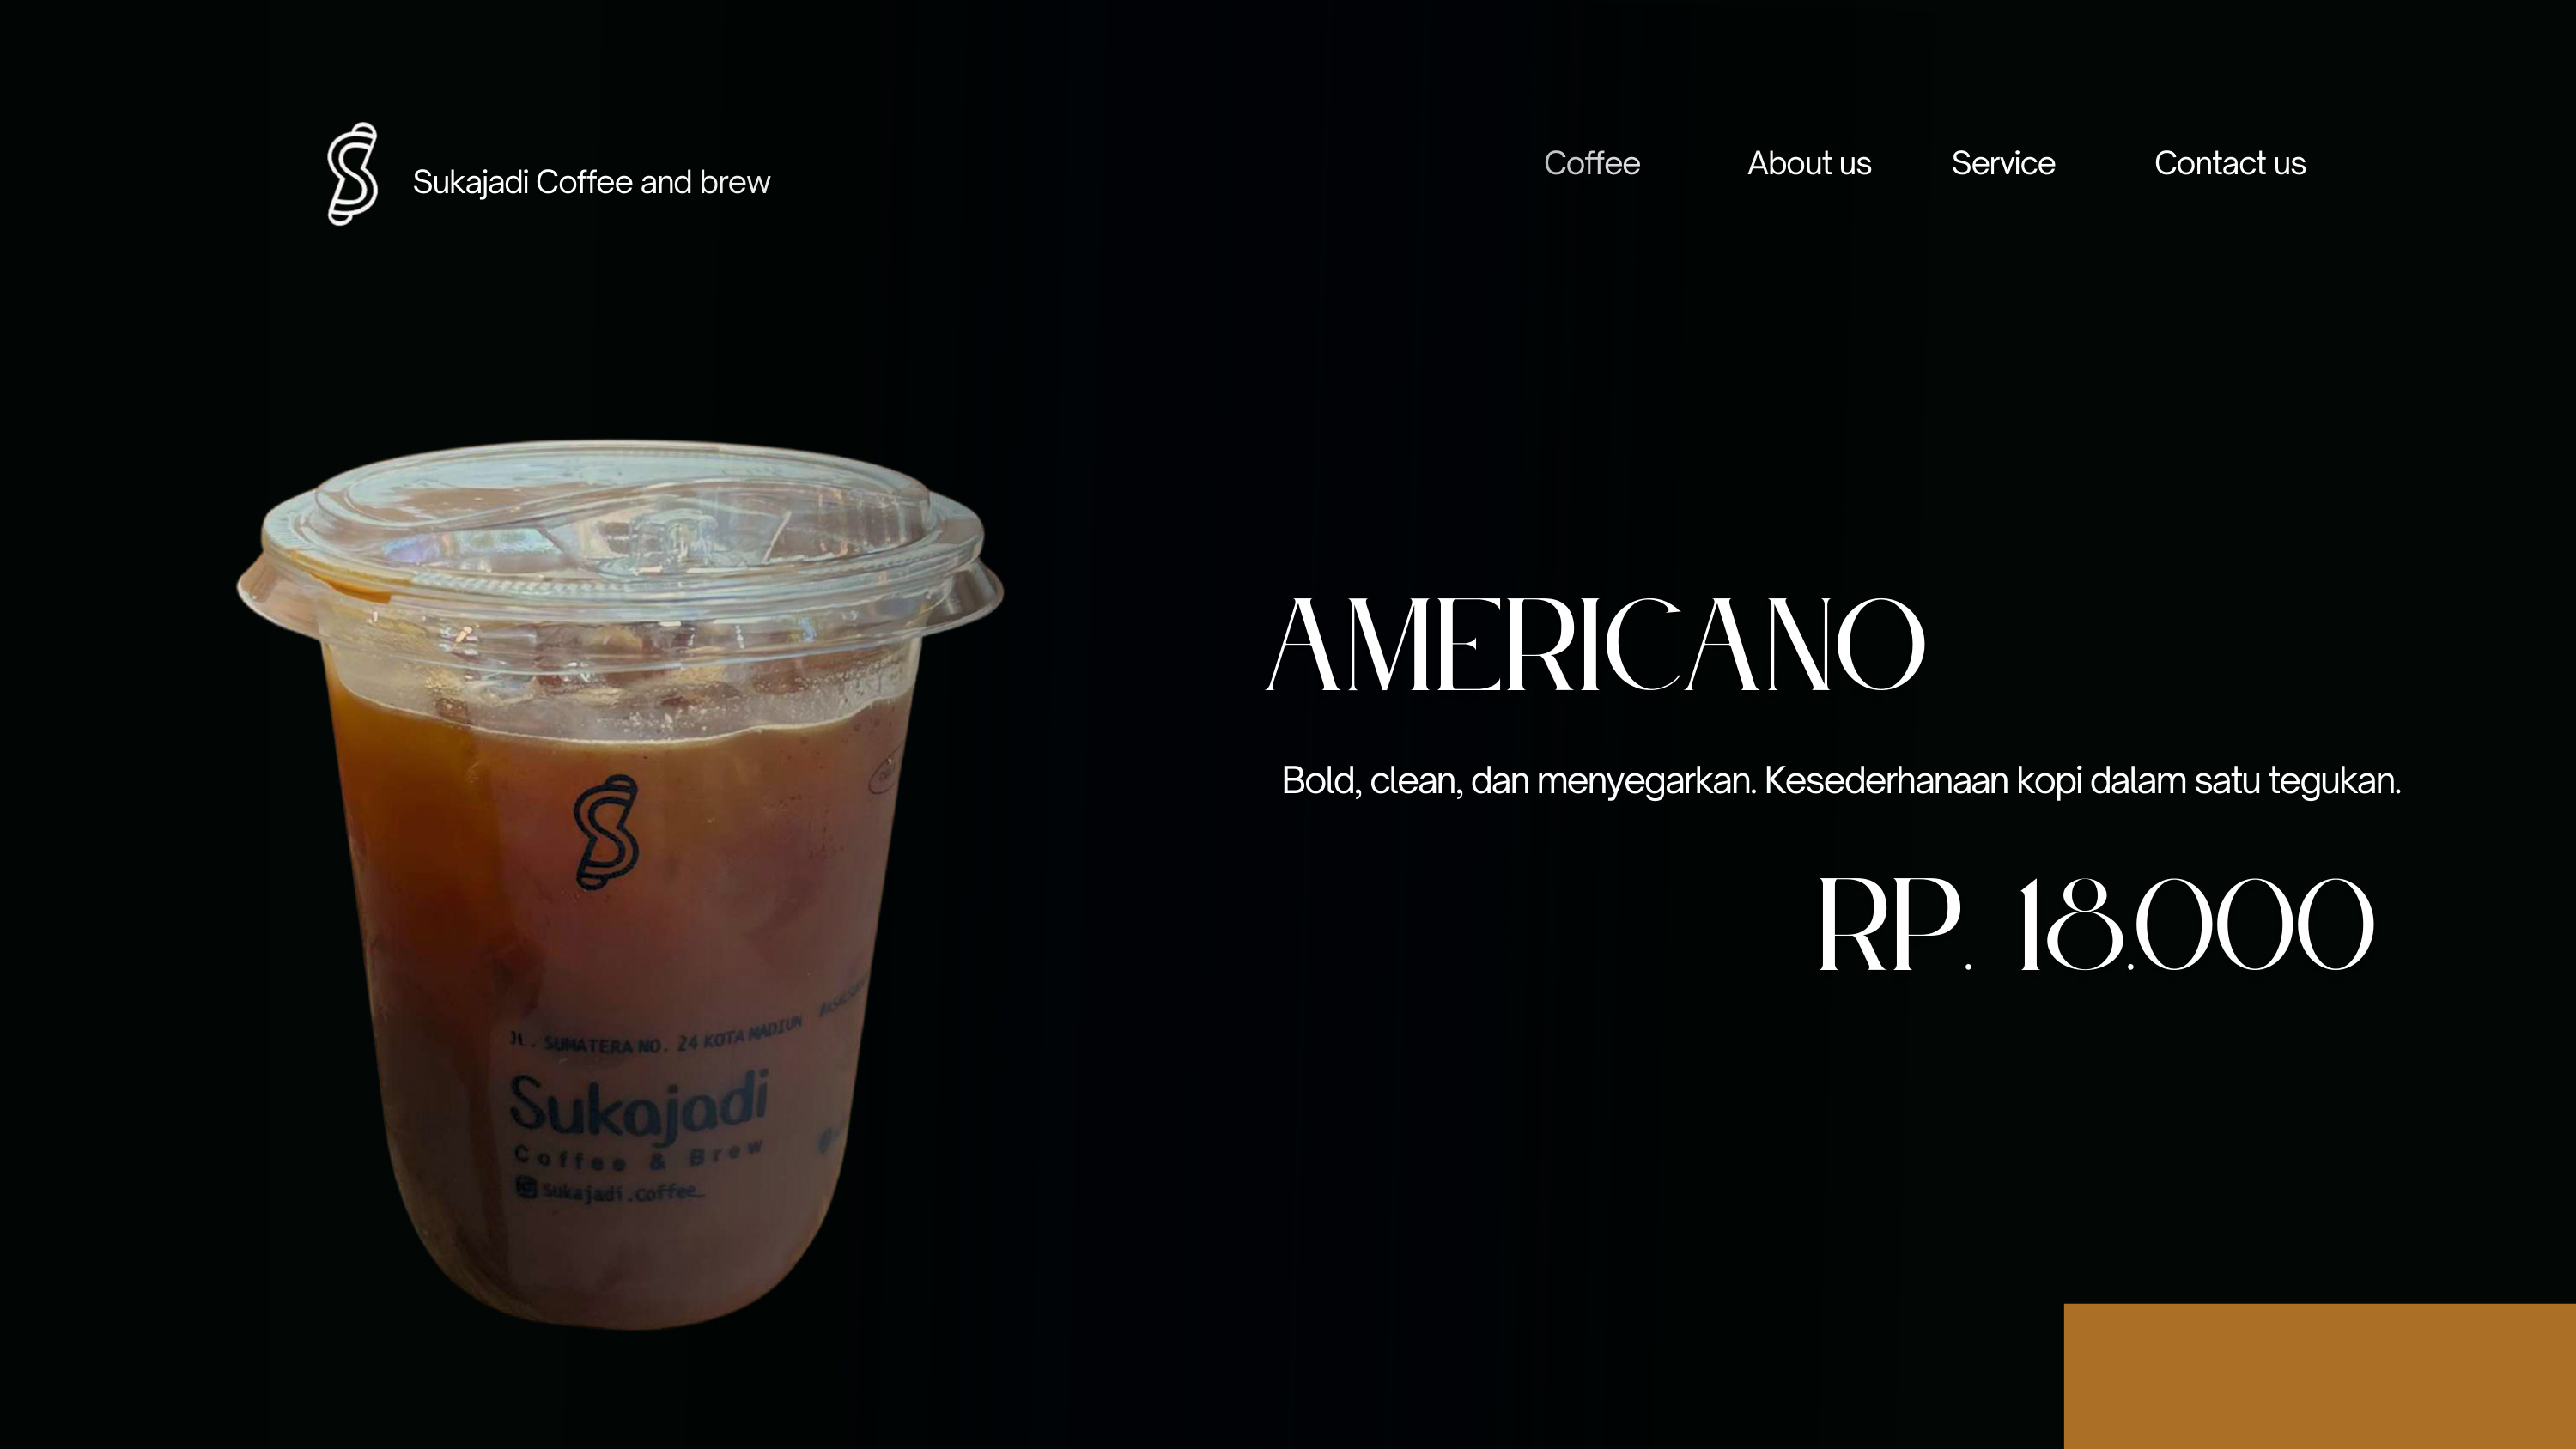 Sukajadi Coffee and brew
Coffee
About us
Service
Contact us
AMERICANO
Bold, clean, dan menyegarkan. Kesederhanaan kopi dalam satu tegukan.
RP. 18.000
JL. SUMATERA NO. 24 KOTA MADIUN
Sukajadi
Coffee & Brew
Sukajadi.coffee_